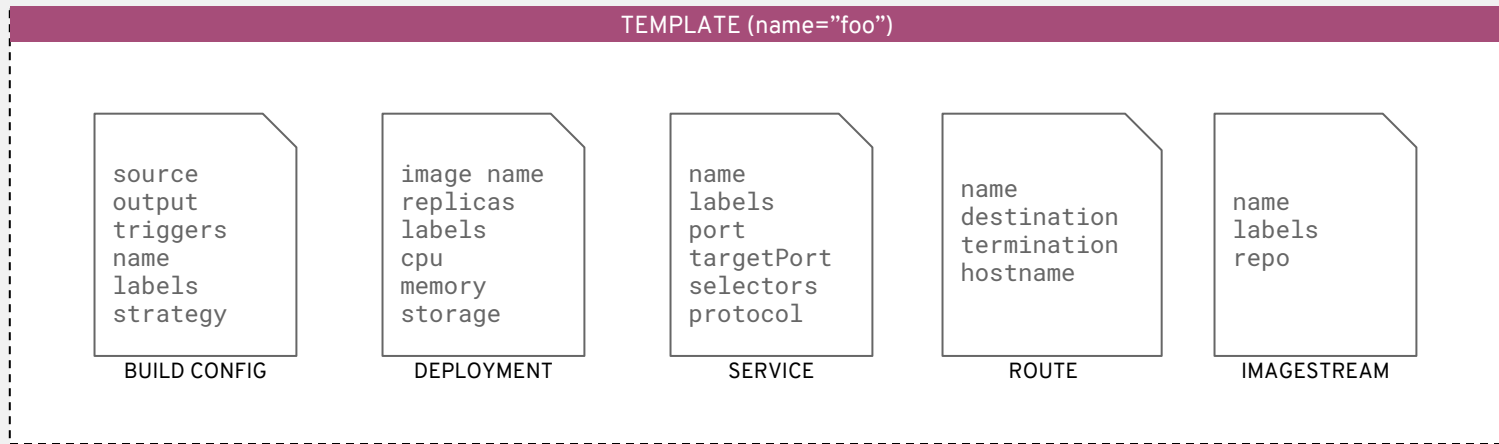 TEMPLATE (name=”foo”)
source
output
triggers
name
labels
strategy
BUILD CONFIG
image name
replicas
labels
cpu
memory
storage
DEPLOYMENT
name
labels
port
targetPort
selectors
protocol
SERVICE
name
destination
termination
hostname
ROUTE
name
labels
repo
IMAGESTREAM